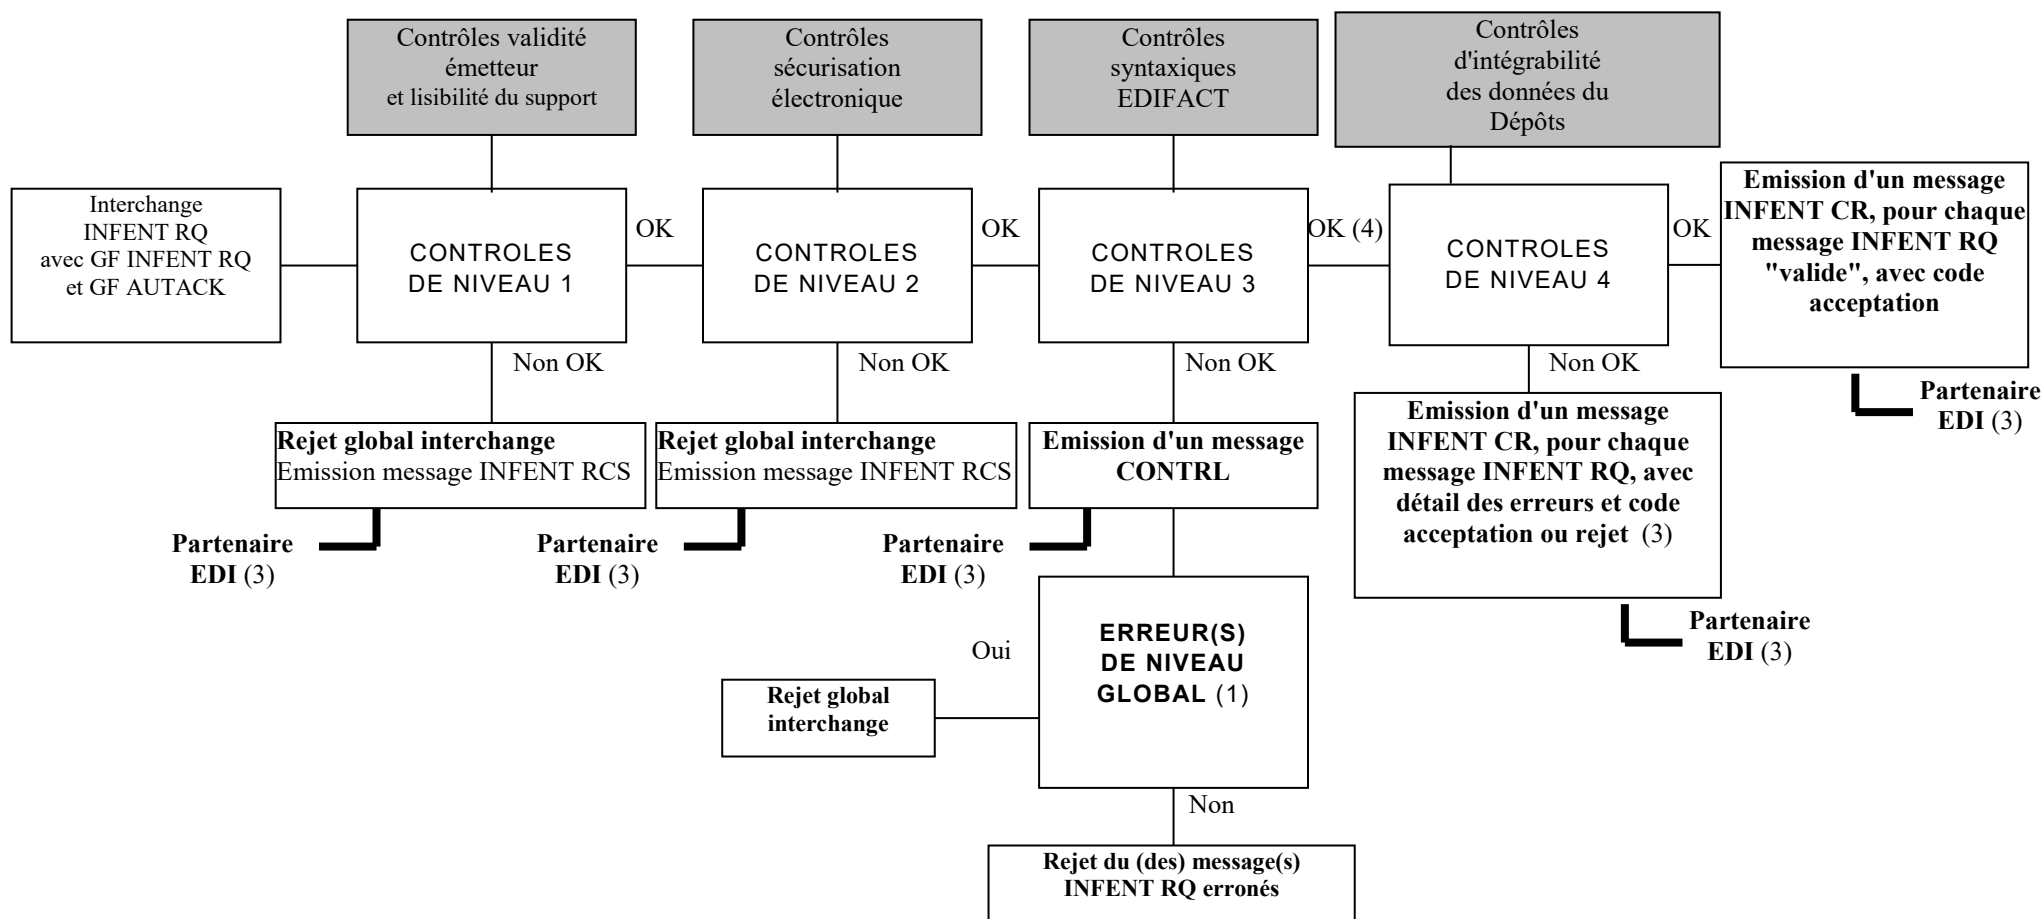 Contrôles validité
émetteur
et lisibilité du support
Contrôles
sécurisation
électronique
Contrôles
syntaxiques
EDIFACT
Contrôles
d'intégrabilité
des données du
Dépôts
Interchange
INFENT RQ
avec GF INFENT RQ
et GF AUTACK
CONTROLES
DE NIVEAU 1
OK
CONTROLES
DE NIVEAU 2
OK
CONTROLES
DE NIVEAU 3
OK (4)
CONTROLES
DE NIVEAU 4
OK
Emission d'un message
INFENT CR, pour chaque
message INFENT RQ
"valide", avec code
acceptation
Partenaire
EDI (3)
Non OK
Non OK
Non OK
Non OK
Rejet global interchange
Emission message INFENT RCS
Partenaire
EDI (3)
Rejet global interchange
Emission message INFENT RCS
Partenaire
EDI (3)
Emission d'un message
CONTRL
Partenaire
EDI (3)
Emission d'un message
INFENT CR, pour chaque
message INFENT RQ, avec
détail des erreurs et code
acceptation ou rejet (3)
Partenaire
EDI (3)
ERREUR(S)
DE NIVEAU
GLOBAL (1)
Oui
Rejet global
interchange
Non
Rejet du (des) message(s)
INFENT RQ erronés